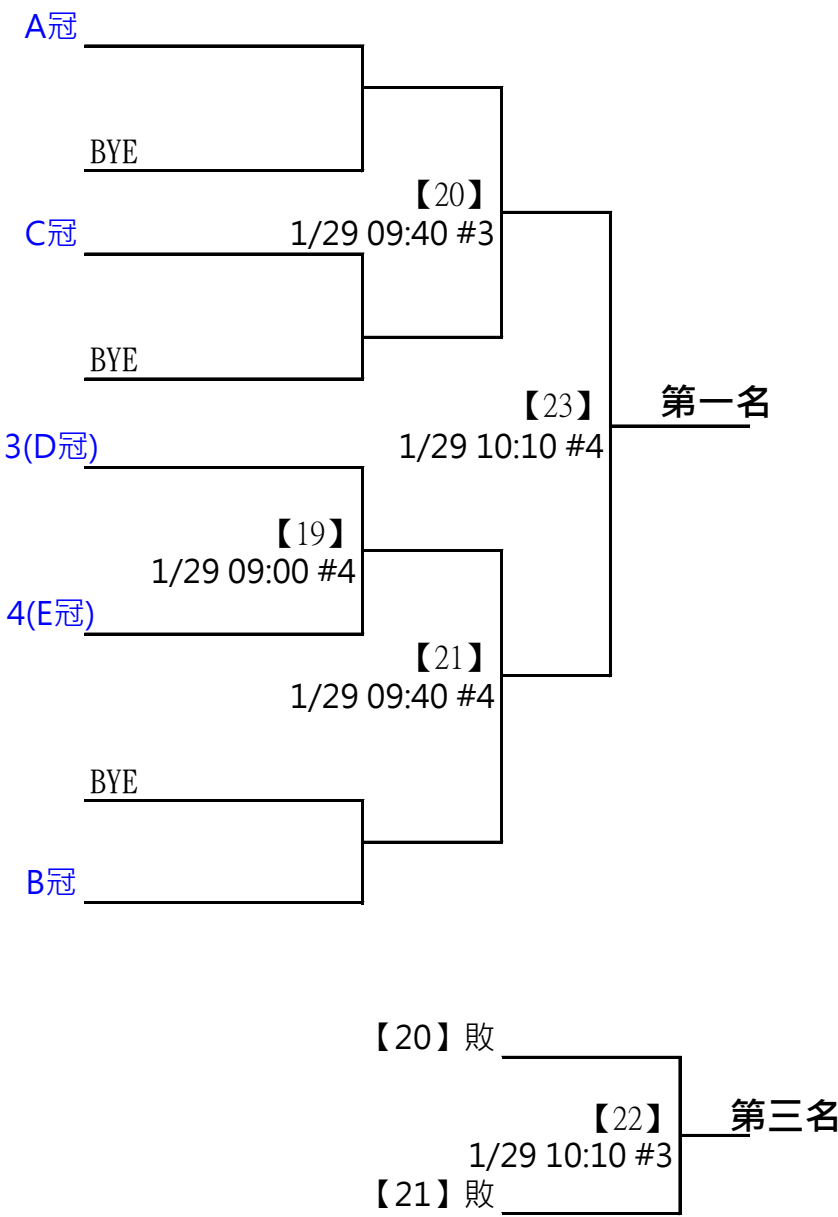 A冠
BYE
【20】
C冠
1/29 09:40 #3
BYE
【23】
第一名
3(D冠)
1/29 10:10 #4
【19】
1/29 09:00 #4
4(E冠)
【21】
1/29 09:40 #4
BYE
B冠
【20】敗
【22】
第三名
1/29 10:10 #3
【21】敗